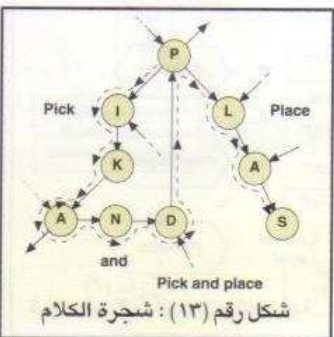 P
Pick I L Place
K A
A N D S
and
Pick and place
شكل رقم (١٣) : شجرة الكلام